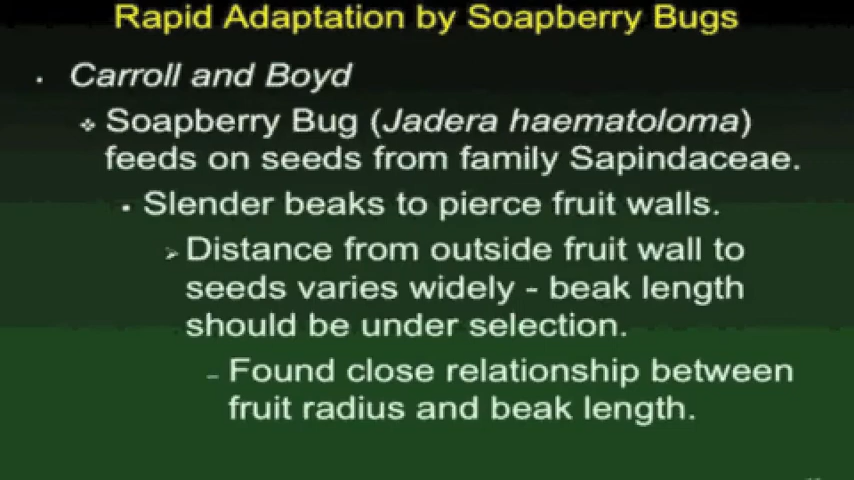 Rapid Adaptation by Soapberry Bugs
• Carroll and Boyd
❖ Soapberry Bug (Jadera haematoloma)
feeds on seeds from family Sapindaceae.
• Slender beaks to pierce fruit walls.
➢ Distance from outside fruit wall to
seeds varies widely - beak length
should be under selection.
– Found close relationship between
fruit radius and beak length.